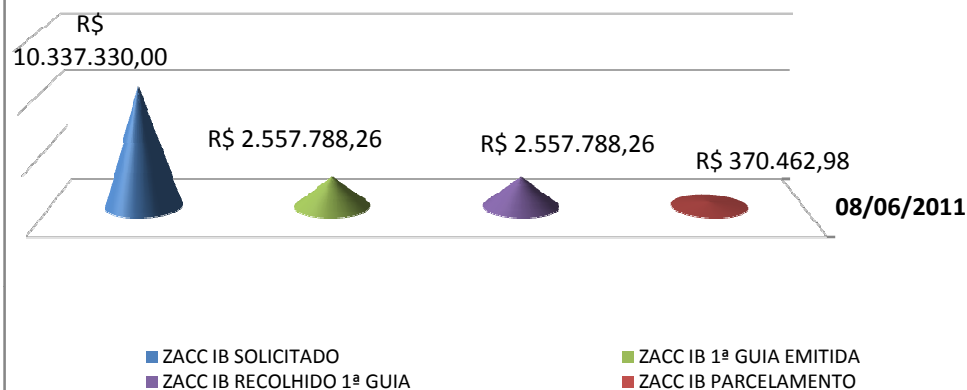 R$
10.337.330,00
R$ 2.557.788,26
R$ 2.557.788,26
R$ 370.462,98
08/06/2011
ZACC IB SOLICITADO
ZACC IB 1ª GUIA EMITIDA
ZACC IB RECOLHIDO 1ª GUIA
ZACC IB PARCELAMENTO